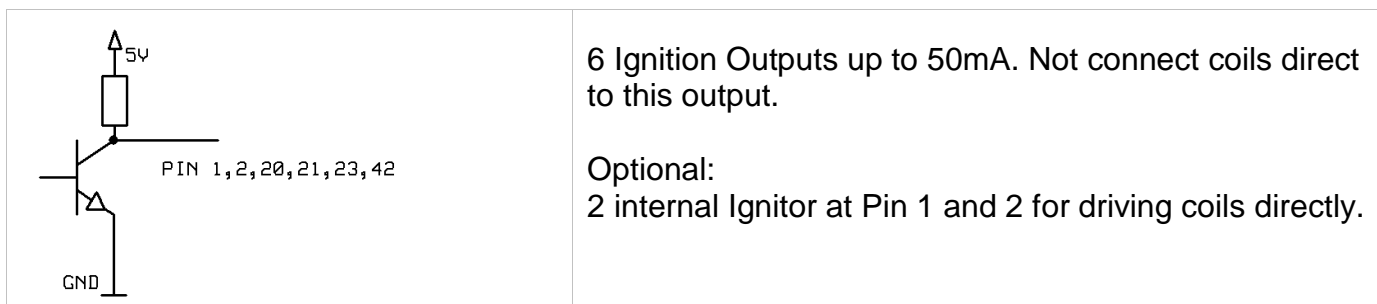 5V
PIN 1,2,20,21,23,42
GND
6 Ignition Outputs up to 50mA. Not connect coils direct
to this output.
Optional:
2 internal Ignitor at Pin 1 and 2 for driving coils directly.